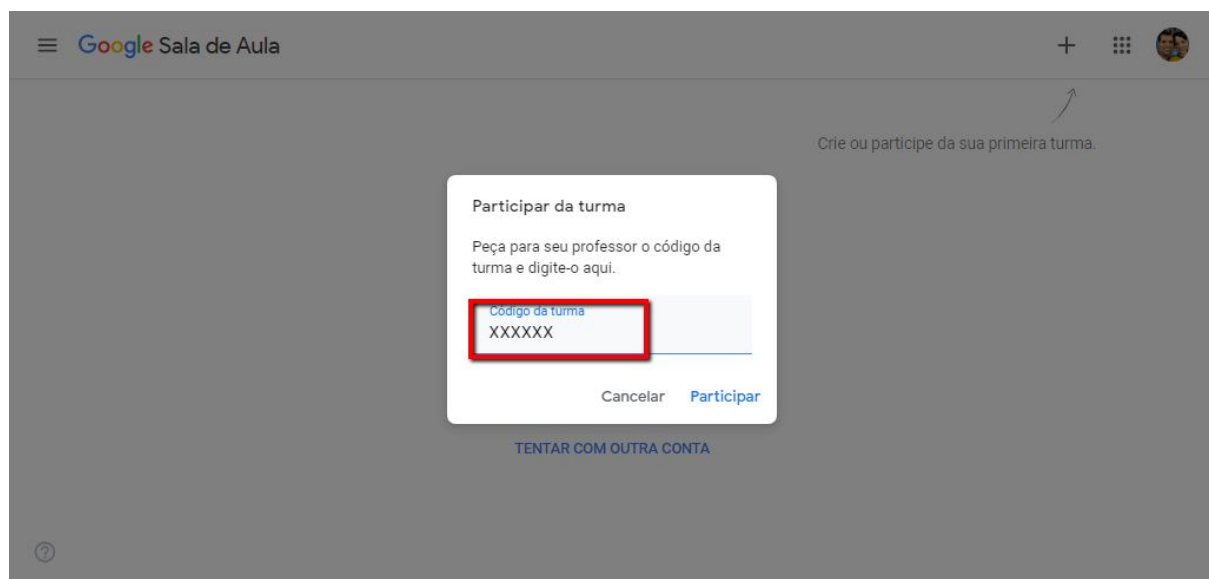 Google Sala de Aula
Crie ou participe da sua primeira turma.
Participar da turma
Peça para seu professor o código da
turma e digite-o aqui.
Código da turma
XXXXXX
Cancelar Participar
TENTAR COM OUTRA CONTA